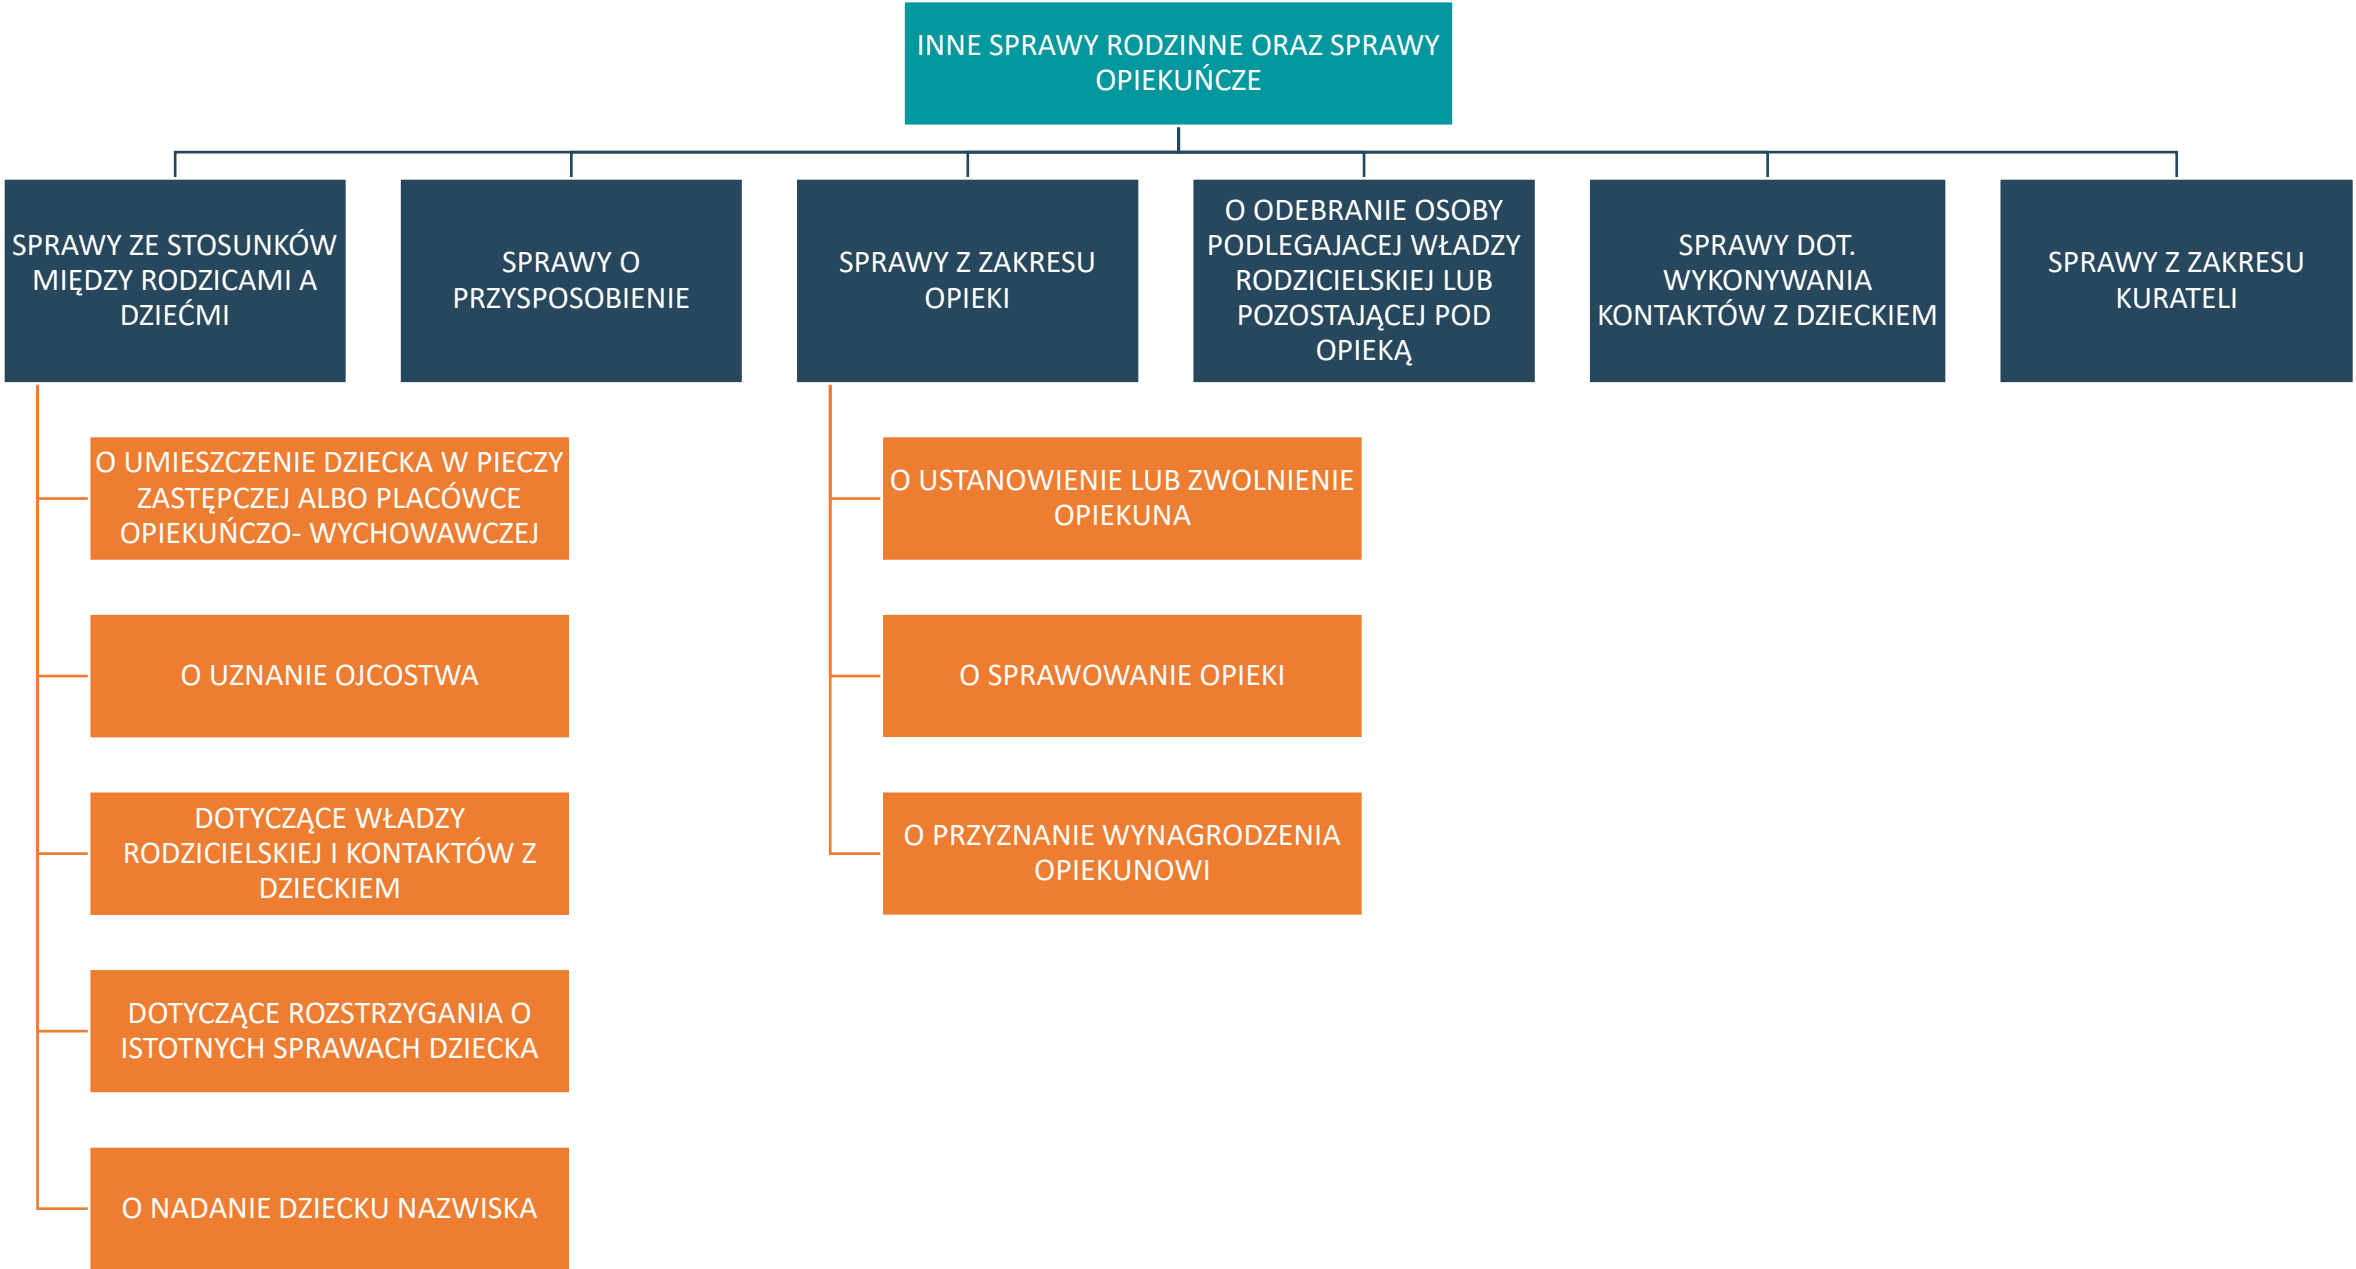 INNE SPRAWY RODZINNE ORAZ SPRAWY
OPIEKUŃCZE
SPRAWY ZE STOSUNKÓW
MIĘDZY RODZICAMI A
DZIEĆMI
SPRAWY O
PRZYSPOSOBIENIE
SPRAWY Z ZAKRESU
OPIEKI
O ODEBRANIE OSOBY
PODLEGAJACEJ WŁADZY
RODZICIELSKIEJ LUB
POZOSTAJĄCEJ POD
OPIEKĄ
SPRAWY DOT.
WYKONYWANIA
KONTAKTÓW Z DZIECKIEM
SPRAWY Z ZAKRESU
KURATELI
O UMIESZCZENIE DZIECKA W PIECZY
ZASTĘPCZEJ ALBO PLACÓWCE
OPIEKUŃCZO- WYCHOWAWCZEJ
O UZNANIE OJCOSTWA
DOTYCZĄCE WŁADZY
RODZICIELSKIEJ I KONTAKTÓW Z
DZIECKIEM
DOTYCZĄCE ROZSTRZYGANIA O
ISTOTNYCH SPRAWACH DZIECKA
O NADANIE DZIECKU NAZWISKA
O USTANOWIENIE LUB ZWOLNIENIE
OPIEKUNA
O SPRAWOWANIE OPIEKI
O PRZYZNANIE WYNAGRODZENIA
OPIEKUNOWI